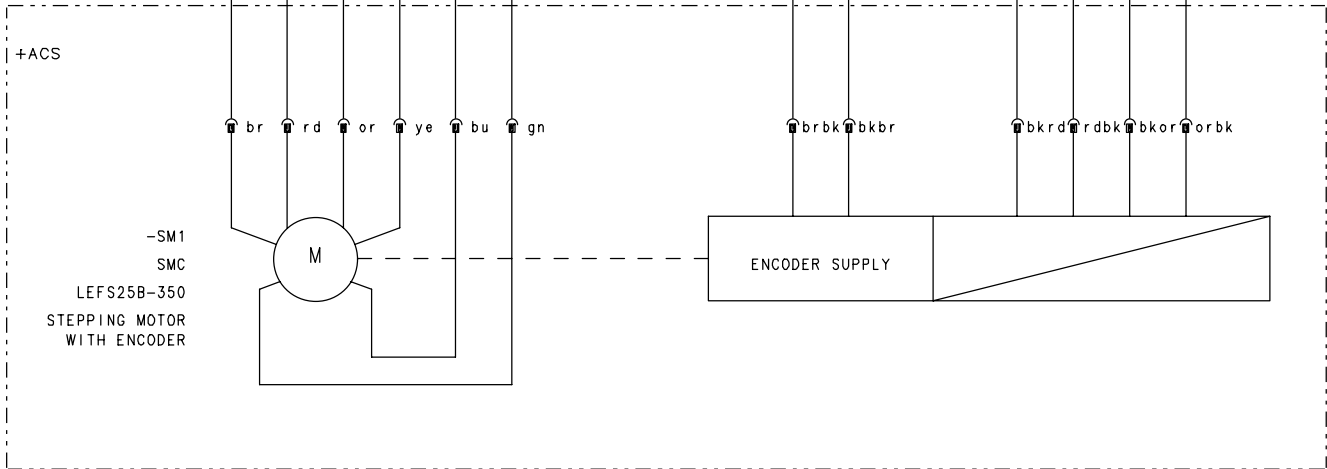 +ACS
br rd or ye bu gn brbk bkbr bkrd rdbk bkor orbk
-SM1
SMC
LEFS25B-350
STEPPING MOTOR
WITH ENCODER
M
ENCODER SUPPLY